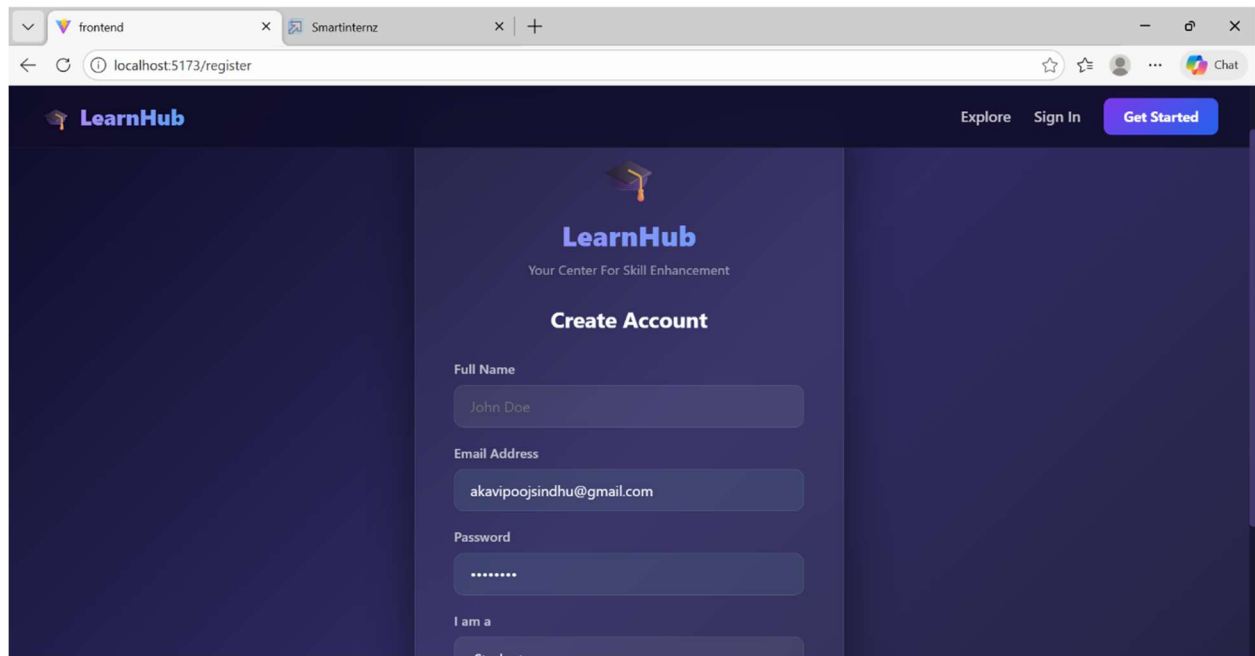 frontend
Smartinternz
localhost:5173/register
Chat
LearnHub
Explore Sign In Get Started
LearnHub
Your Center For Skill Enhancement
Create Account
Full Name
John Doe
Email Address
akavipoojsindhu@gmail.com
Password
••••••••
I am a